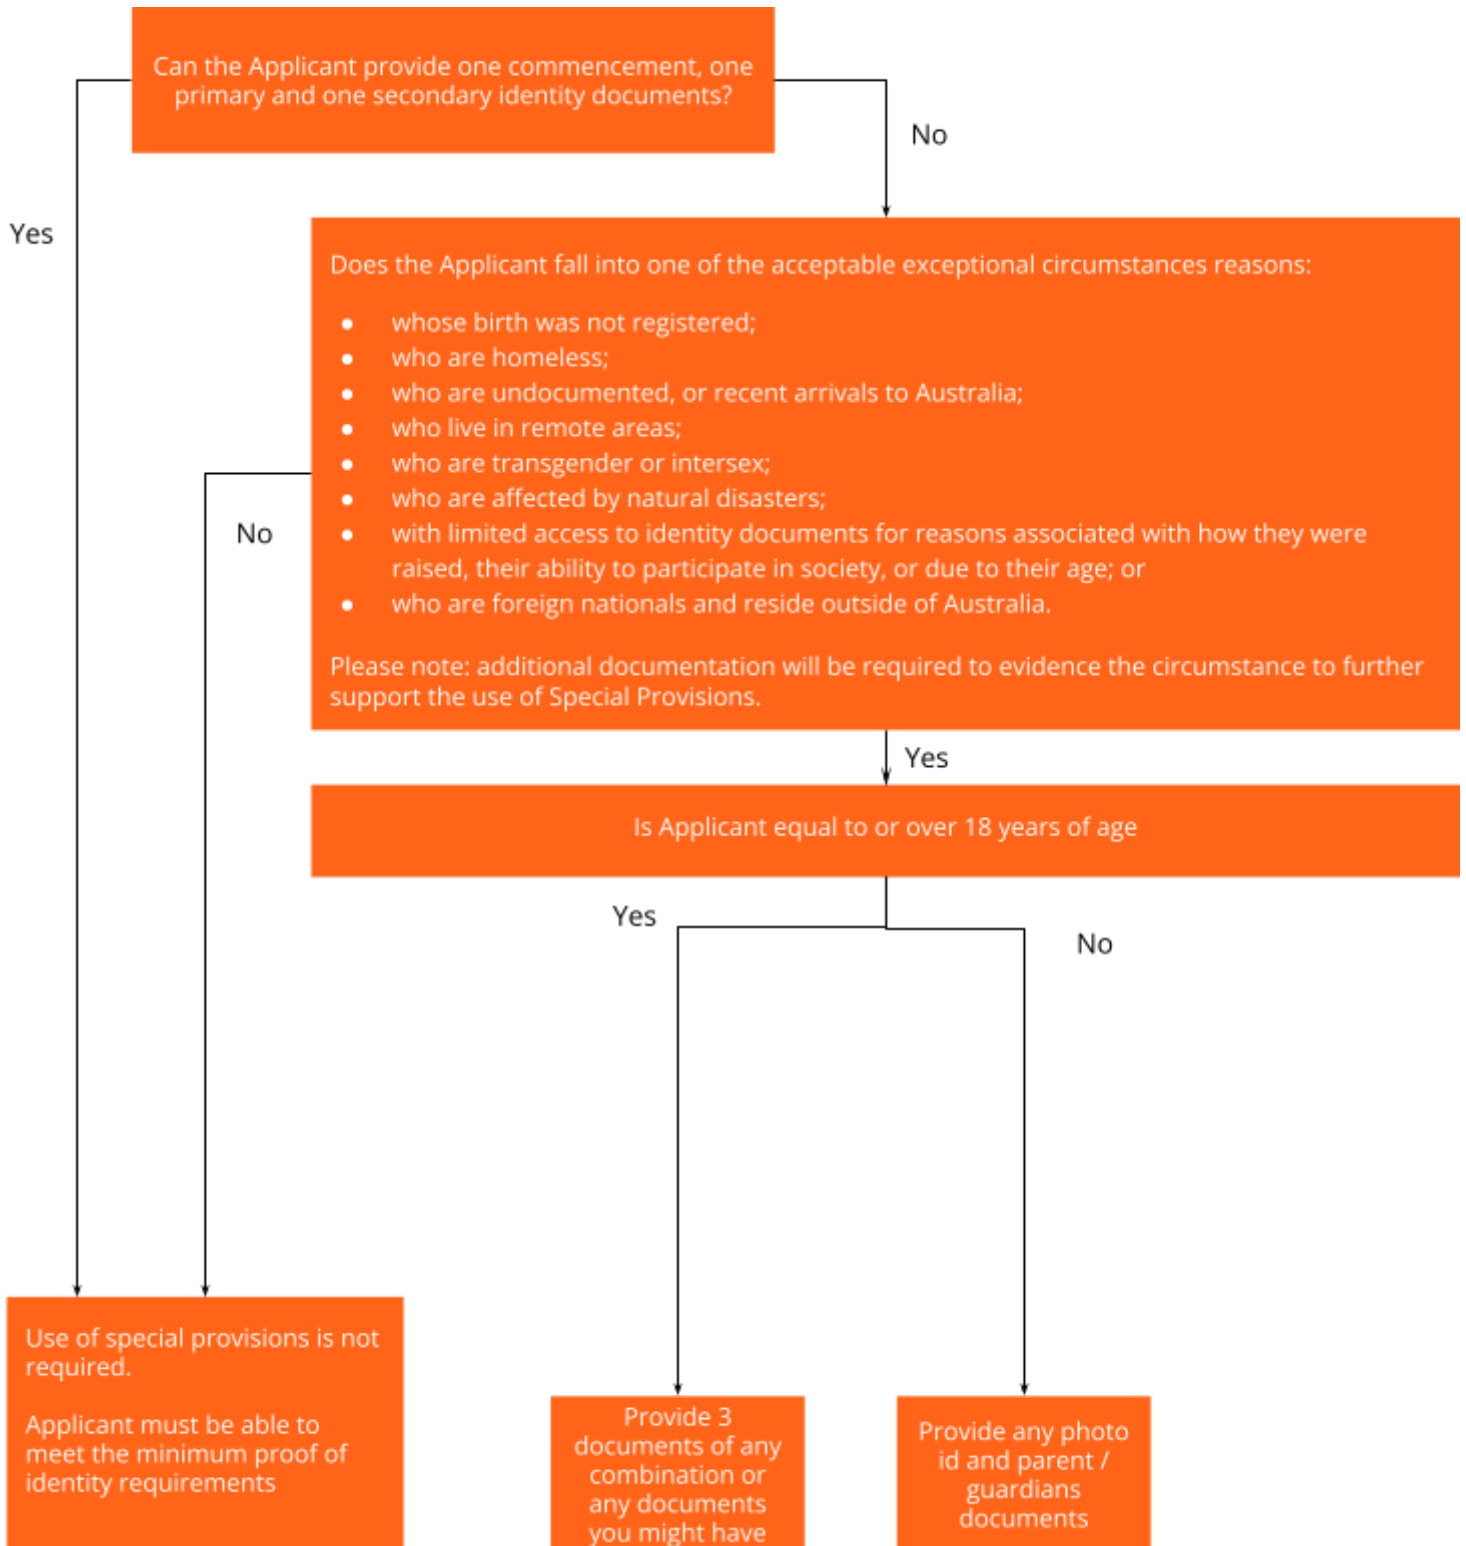 Can the Applicant provide one commencement, one
primary and one secondary identity documents?
No
Yes
Does the Applicant fall into one of the acceptable exceptional circumstances reasons:
● whose birth was not registered;
● who are homeless;
● who are undocumented, or recent arrivals to Australia;
● who live in remote areas;
● who are transgender or intersex;
● who are affected by natural disasters;
● with limited access to identity documents for reasons associated with how they were
raised, their ability to participate in society, or due to their age; or
● who are foreign nationals and reside outside of Australia.
Please note: additional documentation will be required to evidence the circumstance to further
support the use of Special Provisions.
No
Yes
Is Applicant equal to or over 18 years of age
Yes
No
Use of special provisions is not
required.
Applicant must be able to
meet the minimum proof of
identity requirements
Provide 3
documents of any
combination or
any documents
you might have
Provide any photo
id and parent /
guardians
documents